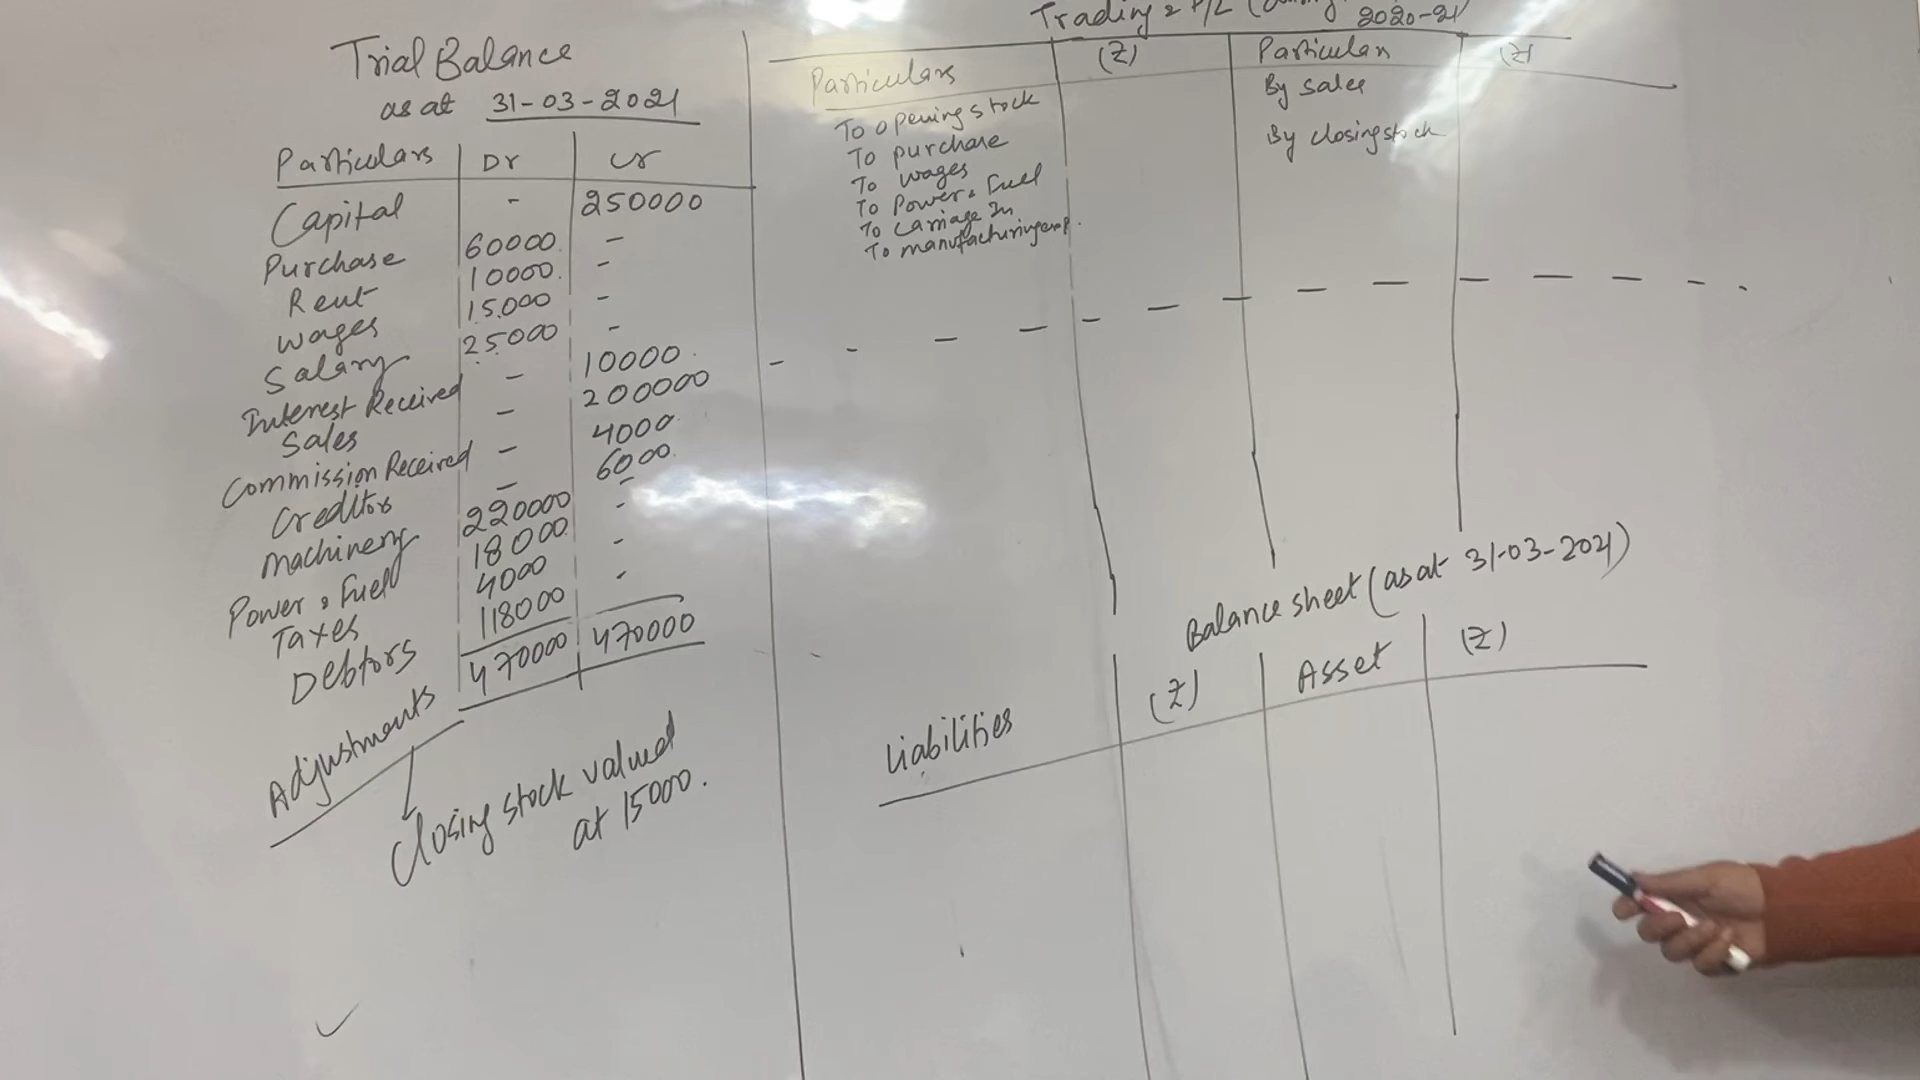 Trial Balance
as at 31-03-2021
Particulars Dr Cr
Capital - 250000
Purchase 60000 -
Rent 10000 -
Wages 15000 -
Salary 25000 -
Interest Received - 10000
Sales - 200000
Commission Received - 4000
Creditors - 6000
Machinery 220000 -
Power & Fuel 18000 -
Taxes 4000 -
Debtors 118000
470000 470000
Adjustments
Closing stock valued
at 15000.
Trading & P/L
2020-21
Particulars (₹) Particulars (₹)
To opening stock By sales
To purchase By closing stock
To wages
To Power & Fuel
To Carriage In
To manufacturing exp.
Balance sheet (as at 31-03-2021)
Liabilities (₹) Asset (₹)